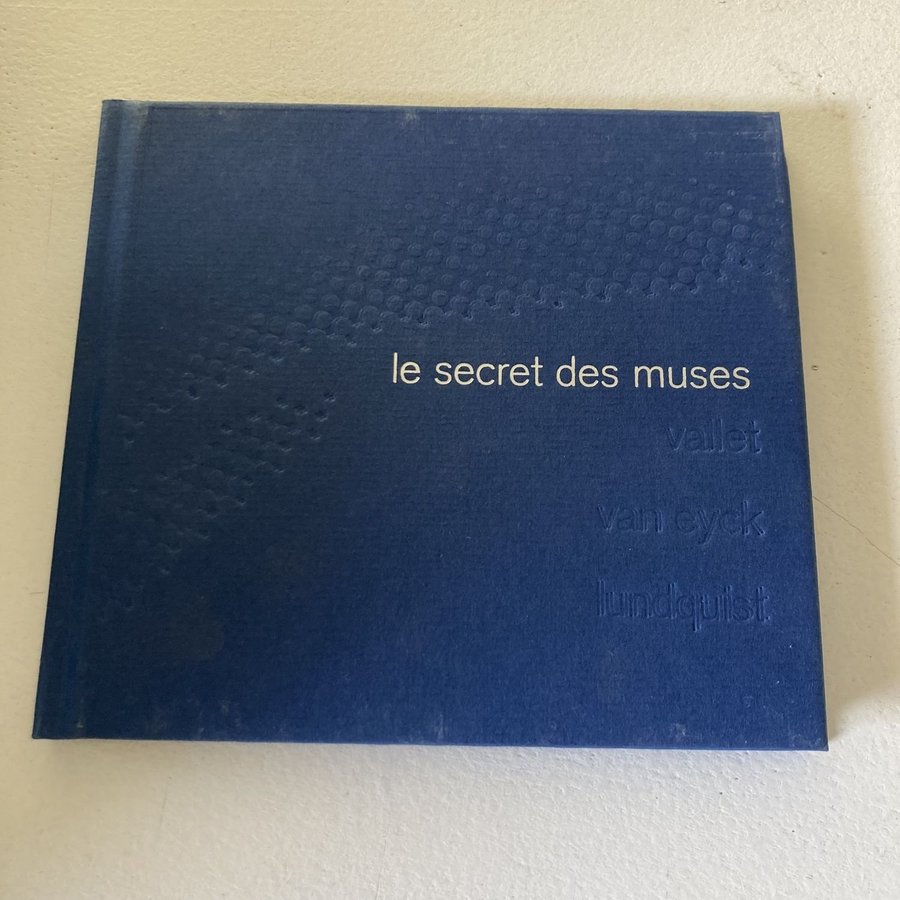 le secret des muses
vallet
van eyck
lundquist